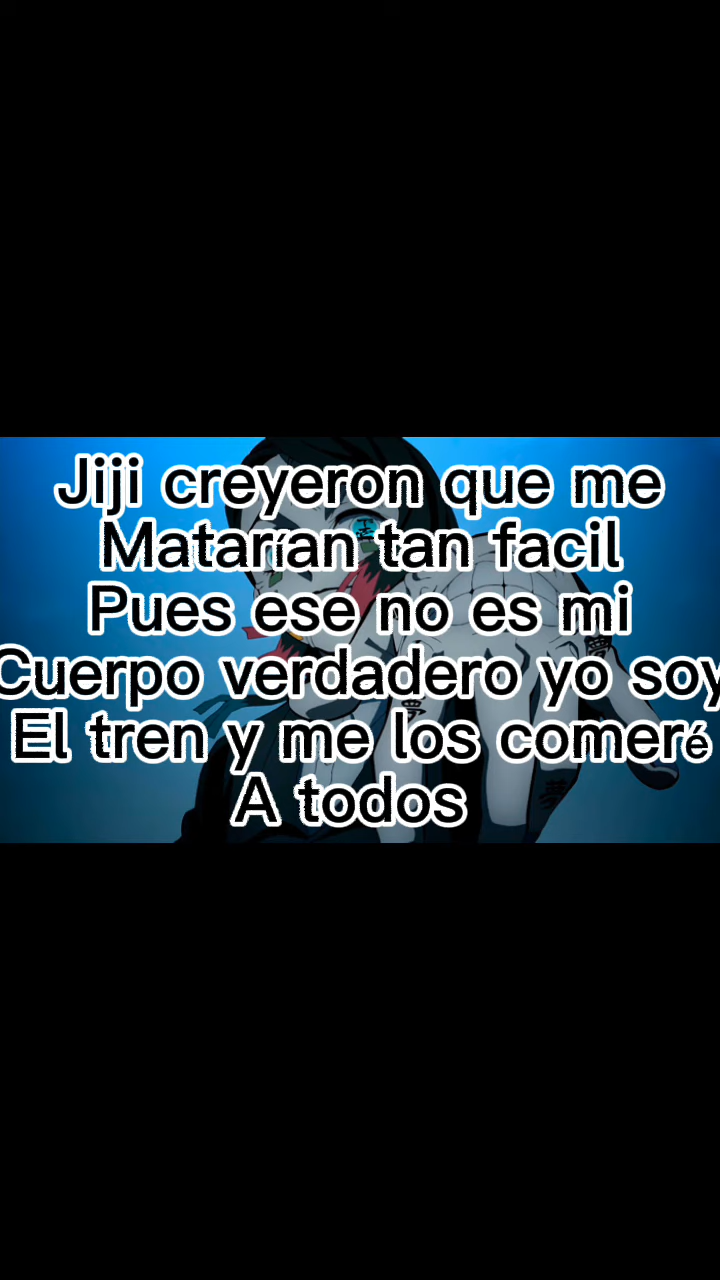 Jiji creyeron que me
Matarían tan facil
Pues ese no es mi
Cuerpo verdadero yo soy
El tren y me los comeré
A todos